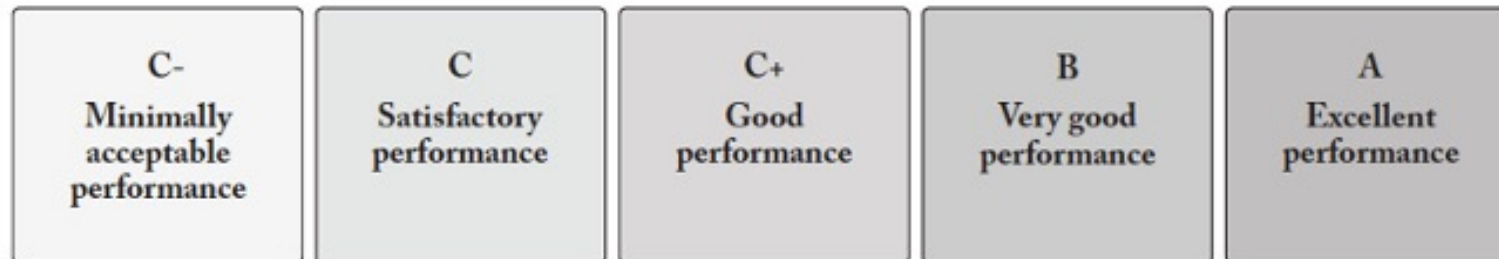 C-
Minimally
acceptable
performance
C
Satisfactory
performance
C+
Good
performance
B
Very good
performance
A
Excellent
performance